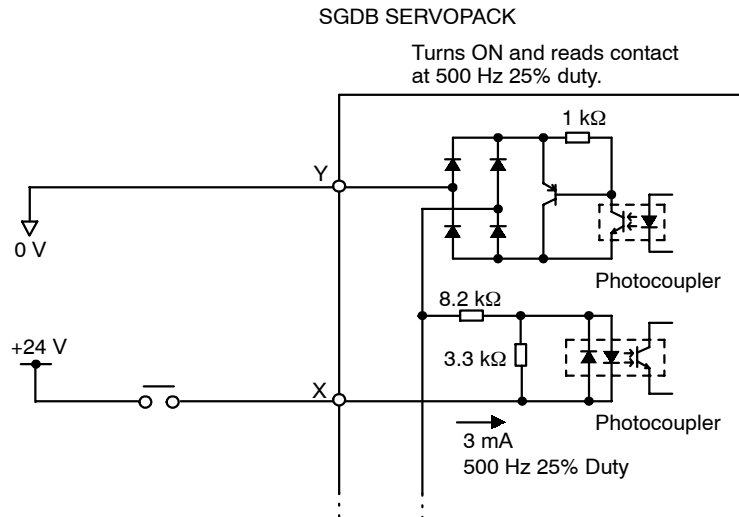 SGDB SERVOPACK
Turns ON and reads contact
at 500 Hz 25% duty.
1 kΩ
Y
0 V
Photocoupler
8.2 kΩ
+24 V
3.3 kΩ
X
Photocoupler
3 mA
500 Hz 25% Duty